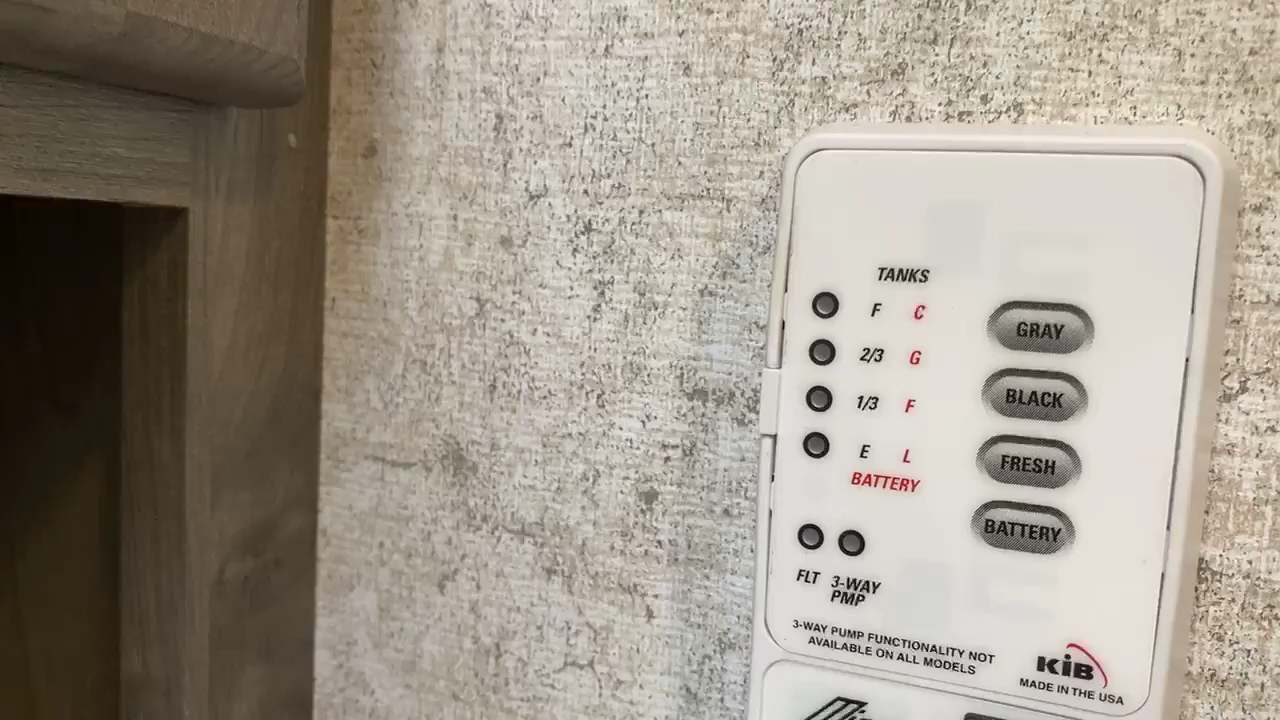 TANKS
F C
2/3 G
1/3 F
E L
BATTERY
GRAY
BLACK
FRESH
BATTERY
FLT 3-WAY
PMP
3-WAY PUMP FUNCTIONALITY NOT
AVAILABLE ON ALL MODELS
KIB
MADE IN THE USA